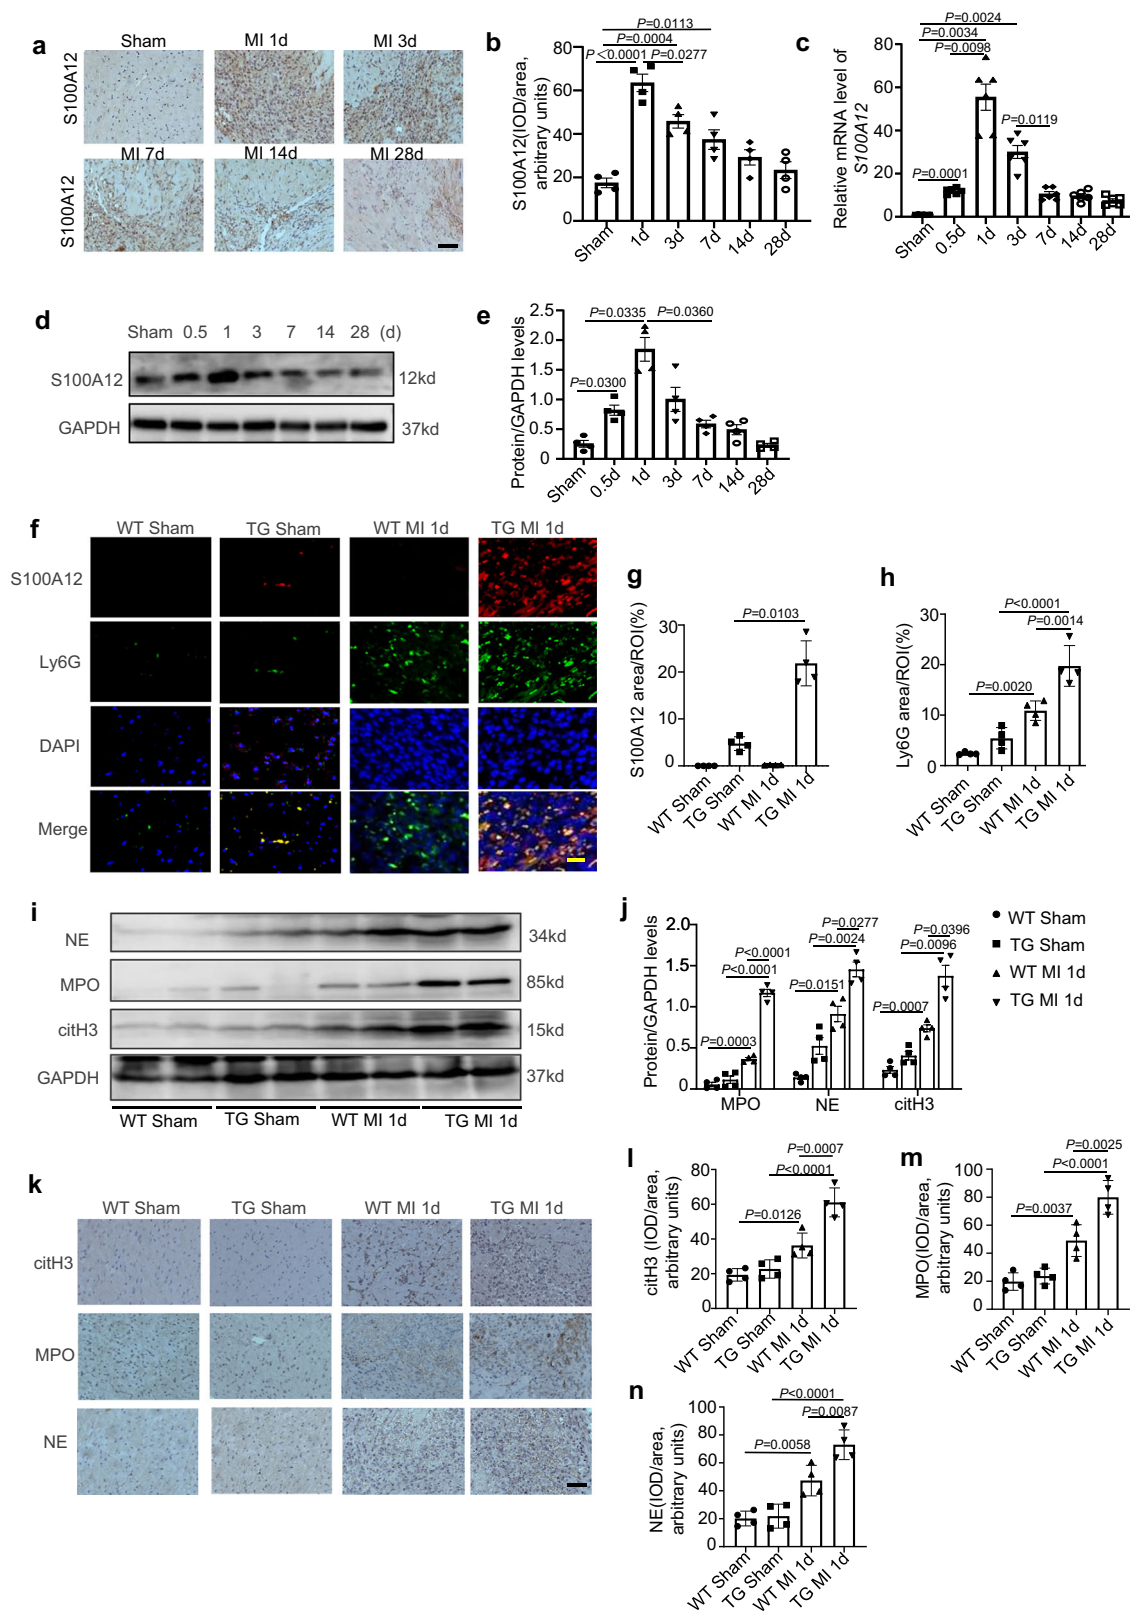 a
Sham
MI 1d
MI 3d
S100A12
MI 7d
MI 14d
MI 28d
S100A12
b
S100A12(IOD/area,
arbitrary units)
80
60
40
20
0
P=0.0113
P=0.0004
P<0.0001
P=0.0277
Sham
1d
3d
7d
14d
28d
c
Relative mRNA level of
S100A12
80
60
40
20
0
P=0.0024
P=0.0034
P=0.0098
P=0.0119
P=0.0001
Sham
0.5d
1d
3d
7d
14d
28d
d
Sham 0.5 1 3 7 14 28 (d)
S100A12
12kd
GAPDH
37kd
e
Protein/GAPDH levels
2.5
2.0
1.5
1.0
0.5
0
P=0.0335
P=0.0360
P=0.0300
Sham
0.5d
1d
3d
7d
14d
28d
f
WT Sham
TG Sham
WT MI 1d
TG MI 1d
S100A12
Ly6G
DAPI
Merge
g
S100A12 area/ROI(%)
30
20
10
0
P=0.0103
WT Sham
TG Sham
WT MI 1d
TG MI 1d
h
Ly6G area/ROI(%)
30
20
10
0
P<0.0001
P=0.0014
P=0.0020
WT Sham
TG Sham
WT MI 1d
TG MI 1d
i
NE
34kd
MPO
85kd
citH3
15kd
GAPDH
37kd
WT Sham
TG Sham
WT MI 1d
TG MI 1d
j
Protein/GAPDH levels
2.0
1.5
1.0
0.5
0
P<0.0001
P<0.0001
P=0.0003
P=0.0277
P=0.0024
P=0.0151
P=0.0396
P=0.0096
P=0.0007
MPO
NE
citH3
WT Sham
TG Sham
WT MI 1d
TG MI 1d
k
WT Sham
TG Sham
WT MI 1d
TG MI 1d
citH3
MPO
NE
l
citH3 (IOD/area,
arbitrary units)
80
60
40
20
0
P=0.0007
P<0.0001
P=0.0126
WT Sham
TG Sham
WT MI 1d
TG MI 1d
m
MPO(IOD/area,
arbitrary units)
100
80
60
40
20
0
P=0.0025
P<0.0001
P=0.0037
WT Sham
TG Sham
WT MI 1d
TG MI 1d
n
NE(IOD/area,
arbitrary units)
100
80
60
40
20
0
P<0.0001
P=0.0087
P=0.0058
WT Sham
TG Sham
WT MI 1d
TG MI 1d